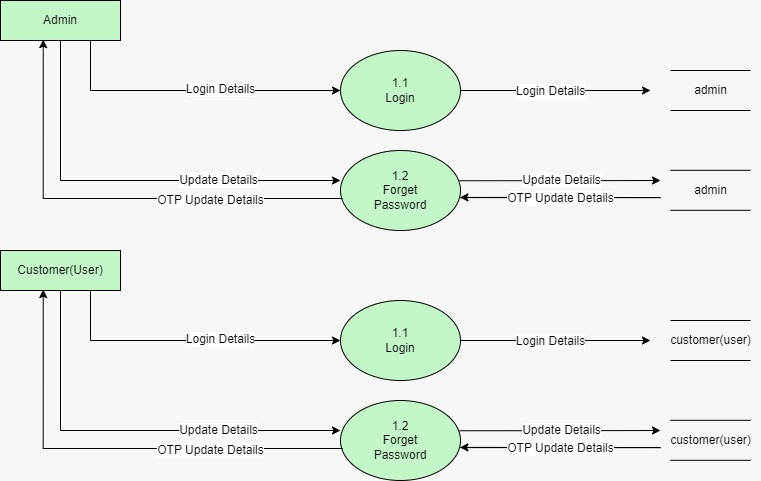 Admin
1.1
Login
Login Details
Login Details
admin
1.2
Forget
Password
Update Details
OTP Update Details
Update Details
OTP Update Details
admin
Customer(User)
1.1
Login
Login Details
Login Details
customer(user)
1.2
Forget
Password
Update Details
OTP Update Details
Update Details
OTP Update Details
customer(user)